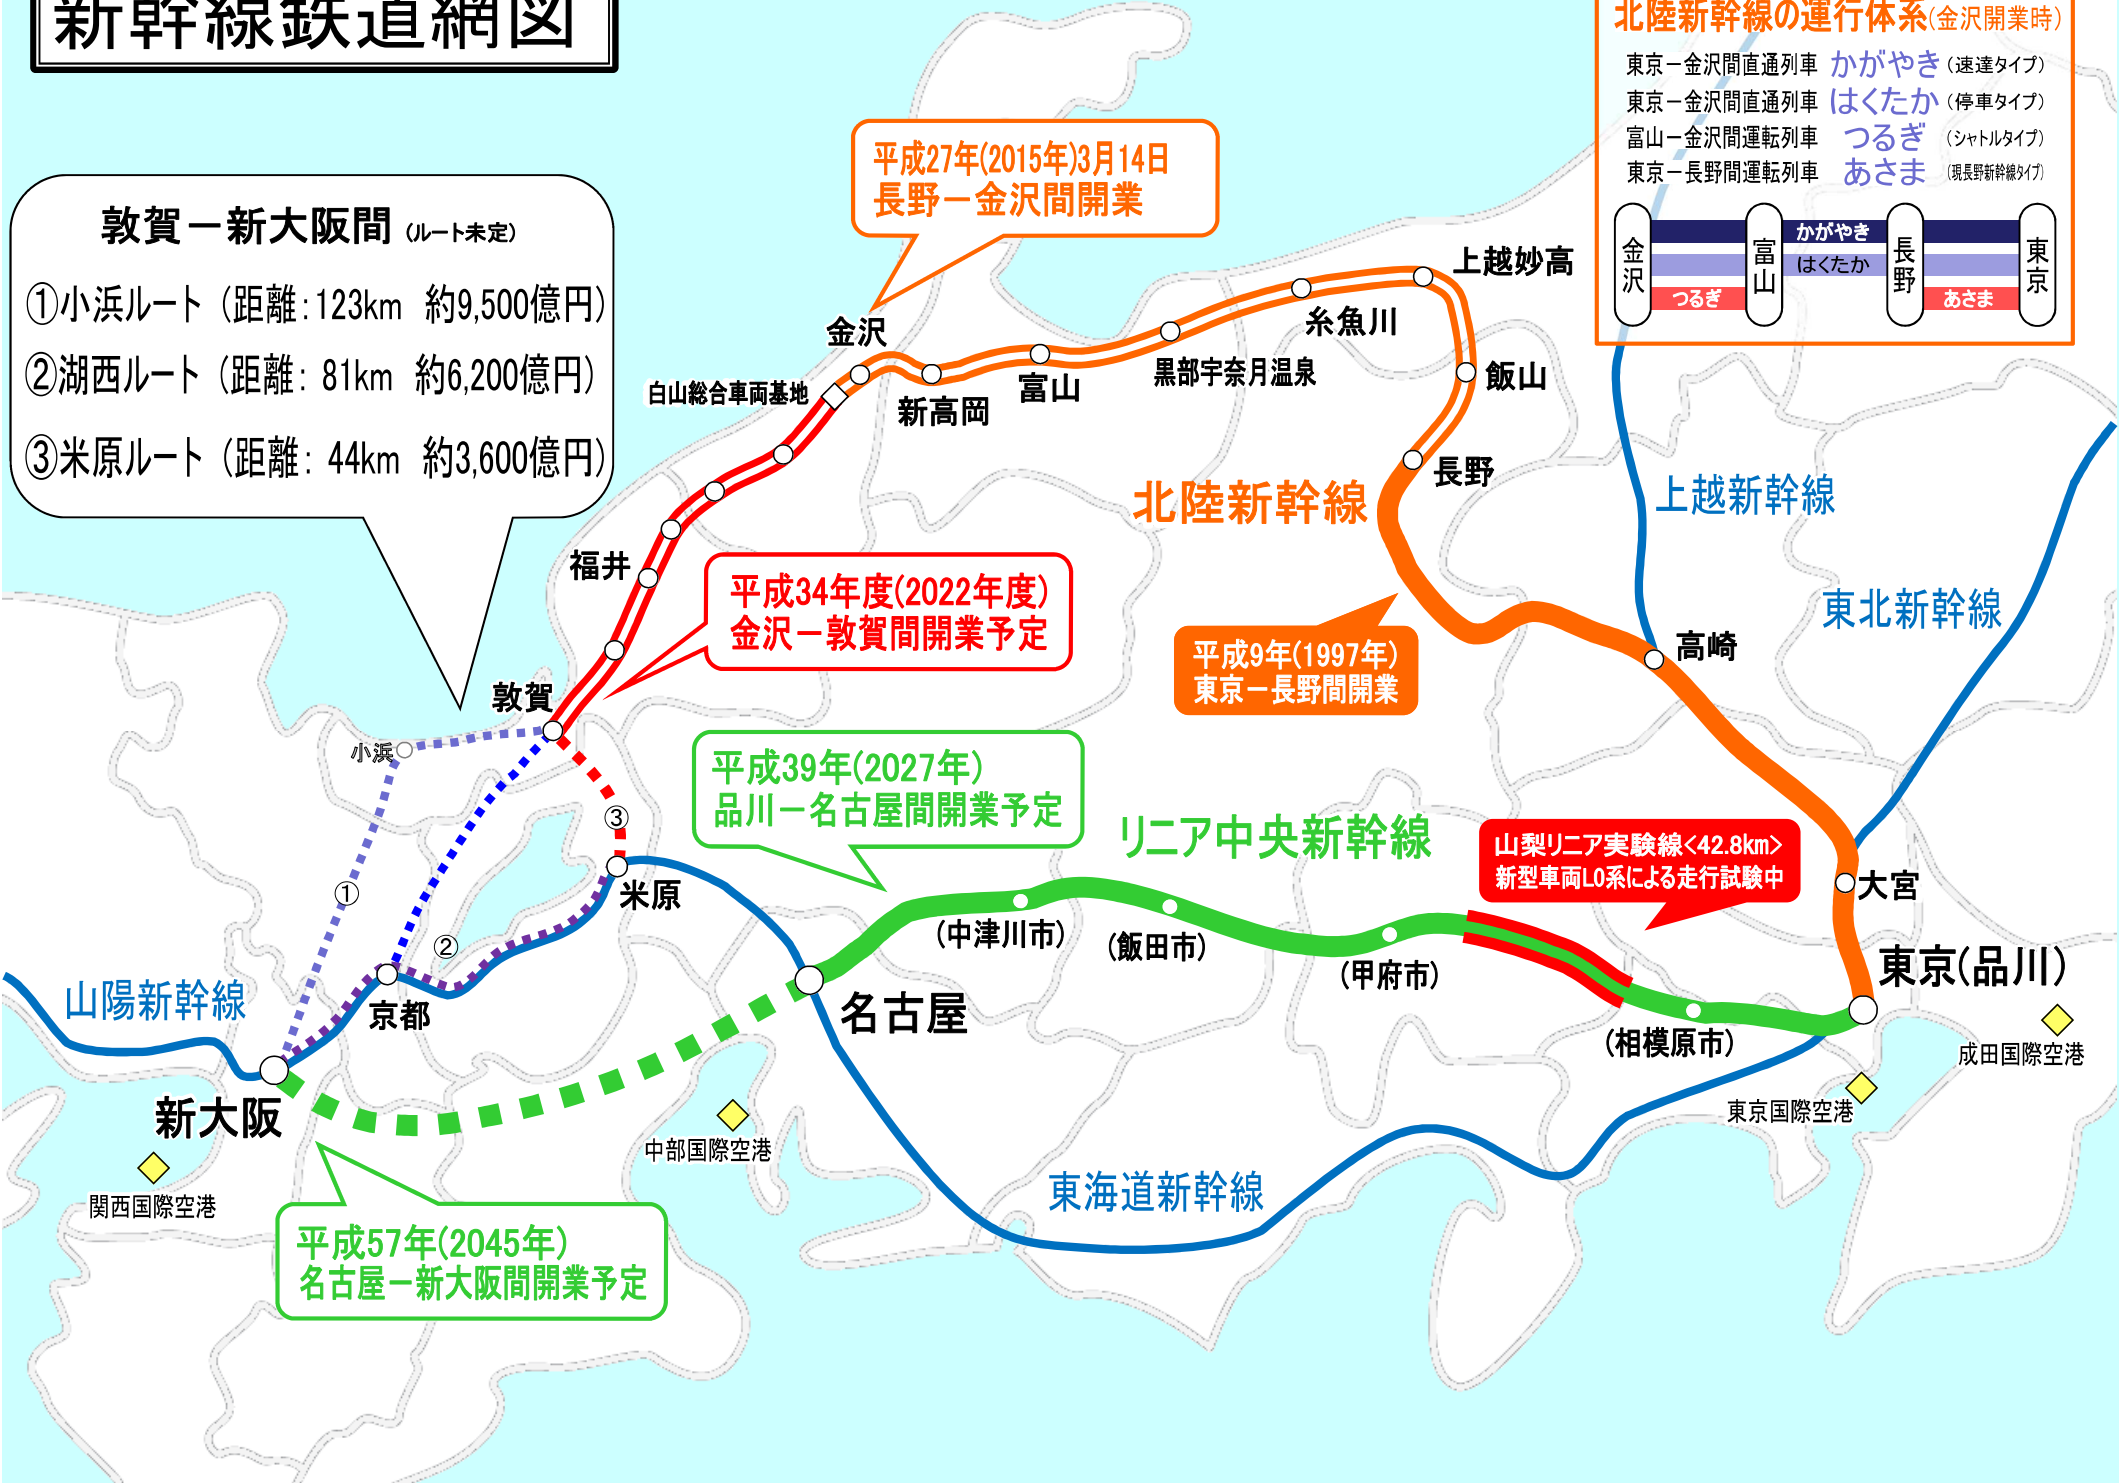 新幹線鉄道網図
北陸新幹線の運行体系(金沢開業時)
東京－金沢間直通列車 かがやき (速達タイプ)
東京－金沢間直通列車 はくたか (停車タイプ)
富山－金沢間運転列車 つるぎ (シャトルタイプ)
東京－長野間運転列車 あさま (現長野新幹線タイプ)
金沢
富山
長野
東京
かがやき
はくたか
つるぎ
あさま
平成27年(2015年)3月14日
長野－金沢間開業
敦賀－新大阪間 (ルート未定)
①小浜ルート (距離:123km 約9,500億円)
②湖西ルート (距離: 81km 約6,200億円)
③米原ルート (距離: 44km 約3,600億円)
上越妙高
糸魚川
金沢
黒部宇奈月温泉
富山
飯山
白山総合車両基地
新高岡
長野
北陸新幹線
上越新幹線
福井
平成34年度(2022年度)
金沢－敦賀間開業予定
東北新幹線
高崎
平成9年(1997年)
東京－長野間開業
敦賀
小浜
平成39年(2027年)
品川－名古屋間開業予定
③
リニア中央新幹線
山梨リニア実験線<42.8km>
新型車両L0系による走行試験中
①
米原
大宮
②
(中津川市)
(飯田市)
(甲府市)
東京(品川)
山陽新幹線
京都
名古屋
(相模原市)
成田国際空港
新大阪
東京国際空港
中部国際空港
関西国際空港
東海道新幹線
平成57年(2045年)
名古屋－新大阪間開業予定